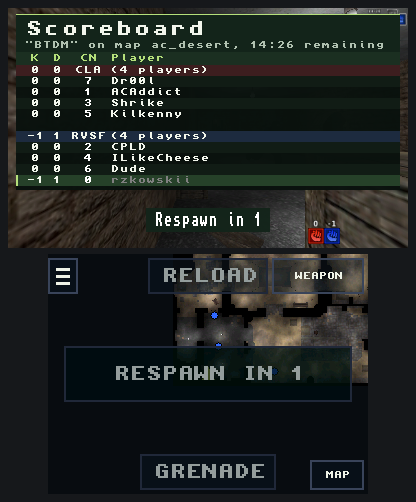 Scoreboard
"BTDM" on map ac_desert, 14:26 remaining
K D CN Player
0 0 CLA (4 players)
0 0 7 Dr00l
0 0 1 ACAddict
0 0 3 Shrike
0 0 5 Kilkenny
-1 1 RVSF (4 players)
0 0 2 CPLD
0 0 4 ILikeCheese
0 0 6 Dude
-1 1 0 rzkowskii
Respawn in 1
0 -1
RELOAD
WEAPON
RESPAWN IN 1
GRENADE
MAP